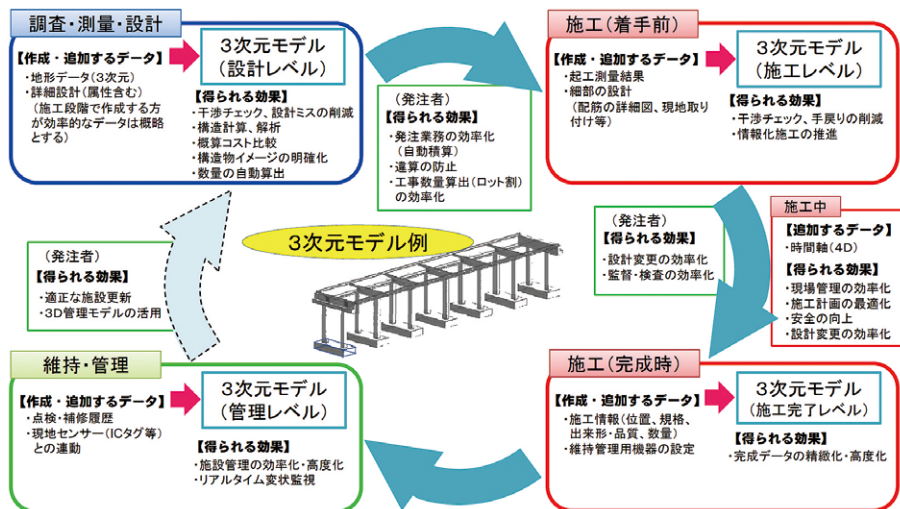 調査・測量・設計
【作成・追加するデータ】
・地形データ(3次元)
・詳細設計(属性含む)
(施工段階で作成する方
が効率的なデータは概略
とする)
3次元モデル
(設計レベル)
【得られる効果】
・干渉チェック、設計ミスの削減
・構造計算、解析
・概算コスト比較
・構造物イメージの明確化
・数量の自動算出
(発注者)
【得られる効果】
・発注業務の効率化
(自動積算)
・違算の防止
・工事数量算出(ロット割)
の効率化
施工(着手前)
【作成・追加するデータ】
・起工測量結果
・細部の設計
(配筋の詳細図、現地取り
付け等)
3次元モデル
(施工レベル)
【得られる効果】
・干渉チェック、手戻りの削減
・情報化施工の推進
(発注者)
【得られる効果】
・設計変更の効率化
・監督・検査の効率化
施工中
【追加するデータ】
・時間軸(4D)
【得られる効果】
・現場管理の効率化
・施工計画の最適化
・安全の向上
・設計変更の効率化
3次元モデル例
(発注者)
【得られる効果】
・適正な施設更新
・3D管理モデルの活用
維持・管理
【作成・追加するデータ】
・点検・補修履歴
・現地センサー(ICタグ等)
との連動
3次元モデル
(管理レベル)
【得られる効果】
・施設管理の効率化・高度化
・リアルタイム変状監視
施工(完成時)
【作成・追加するデータ】
・施工情報(位置、規格、
出来形・品質、数量)
・維持管理用機器の設定
3次元モデル
(施工完了レベル)
【得られる効果】
・完成データの精緻化・高度化